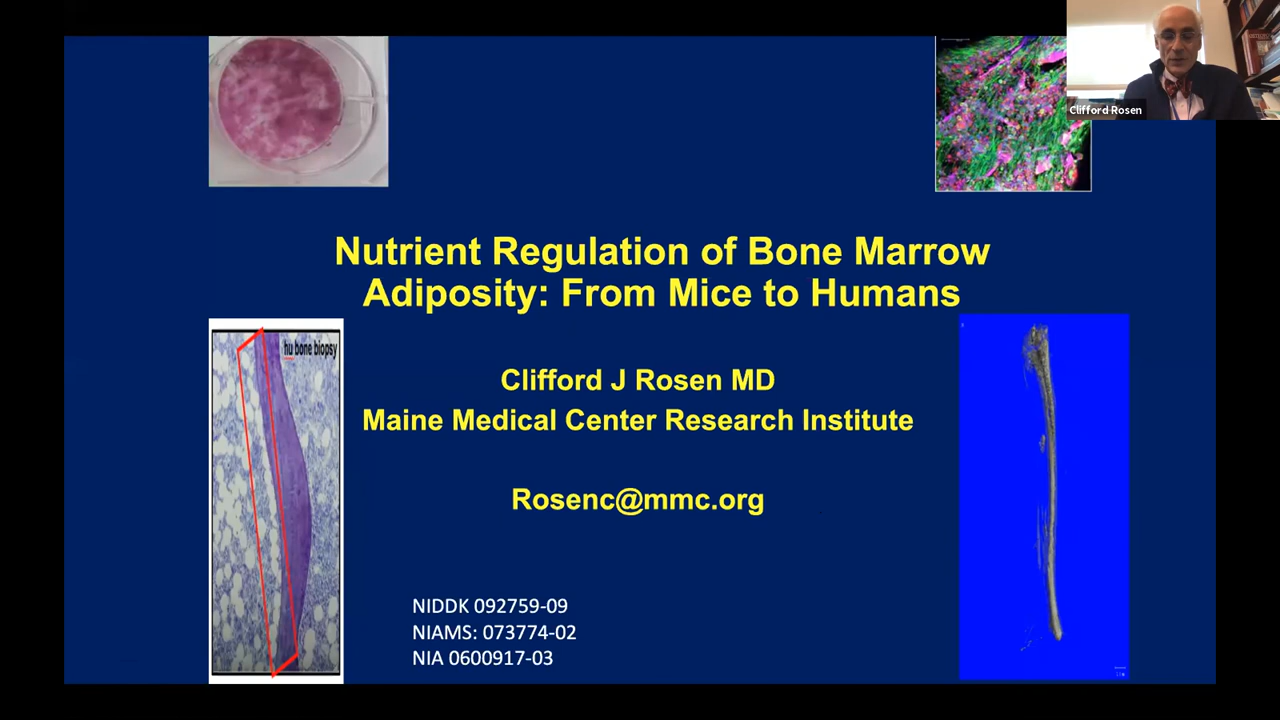 Clifford Rosen
Nutrient Regulation of Bone Marrow
Adiposity: From Mice to Humans
hu bone biopsy
Clifford J Rosen MD
Maine Medical Center Research Institute
Rosenc@mmc.org
NIDDK 092759-09
NIAMS: 073774-02
NIA 0600917-03